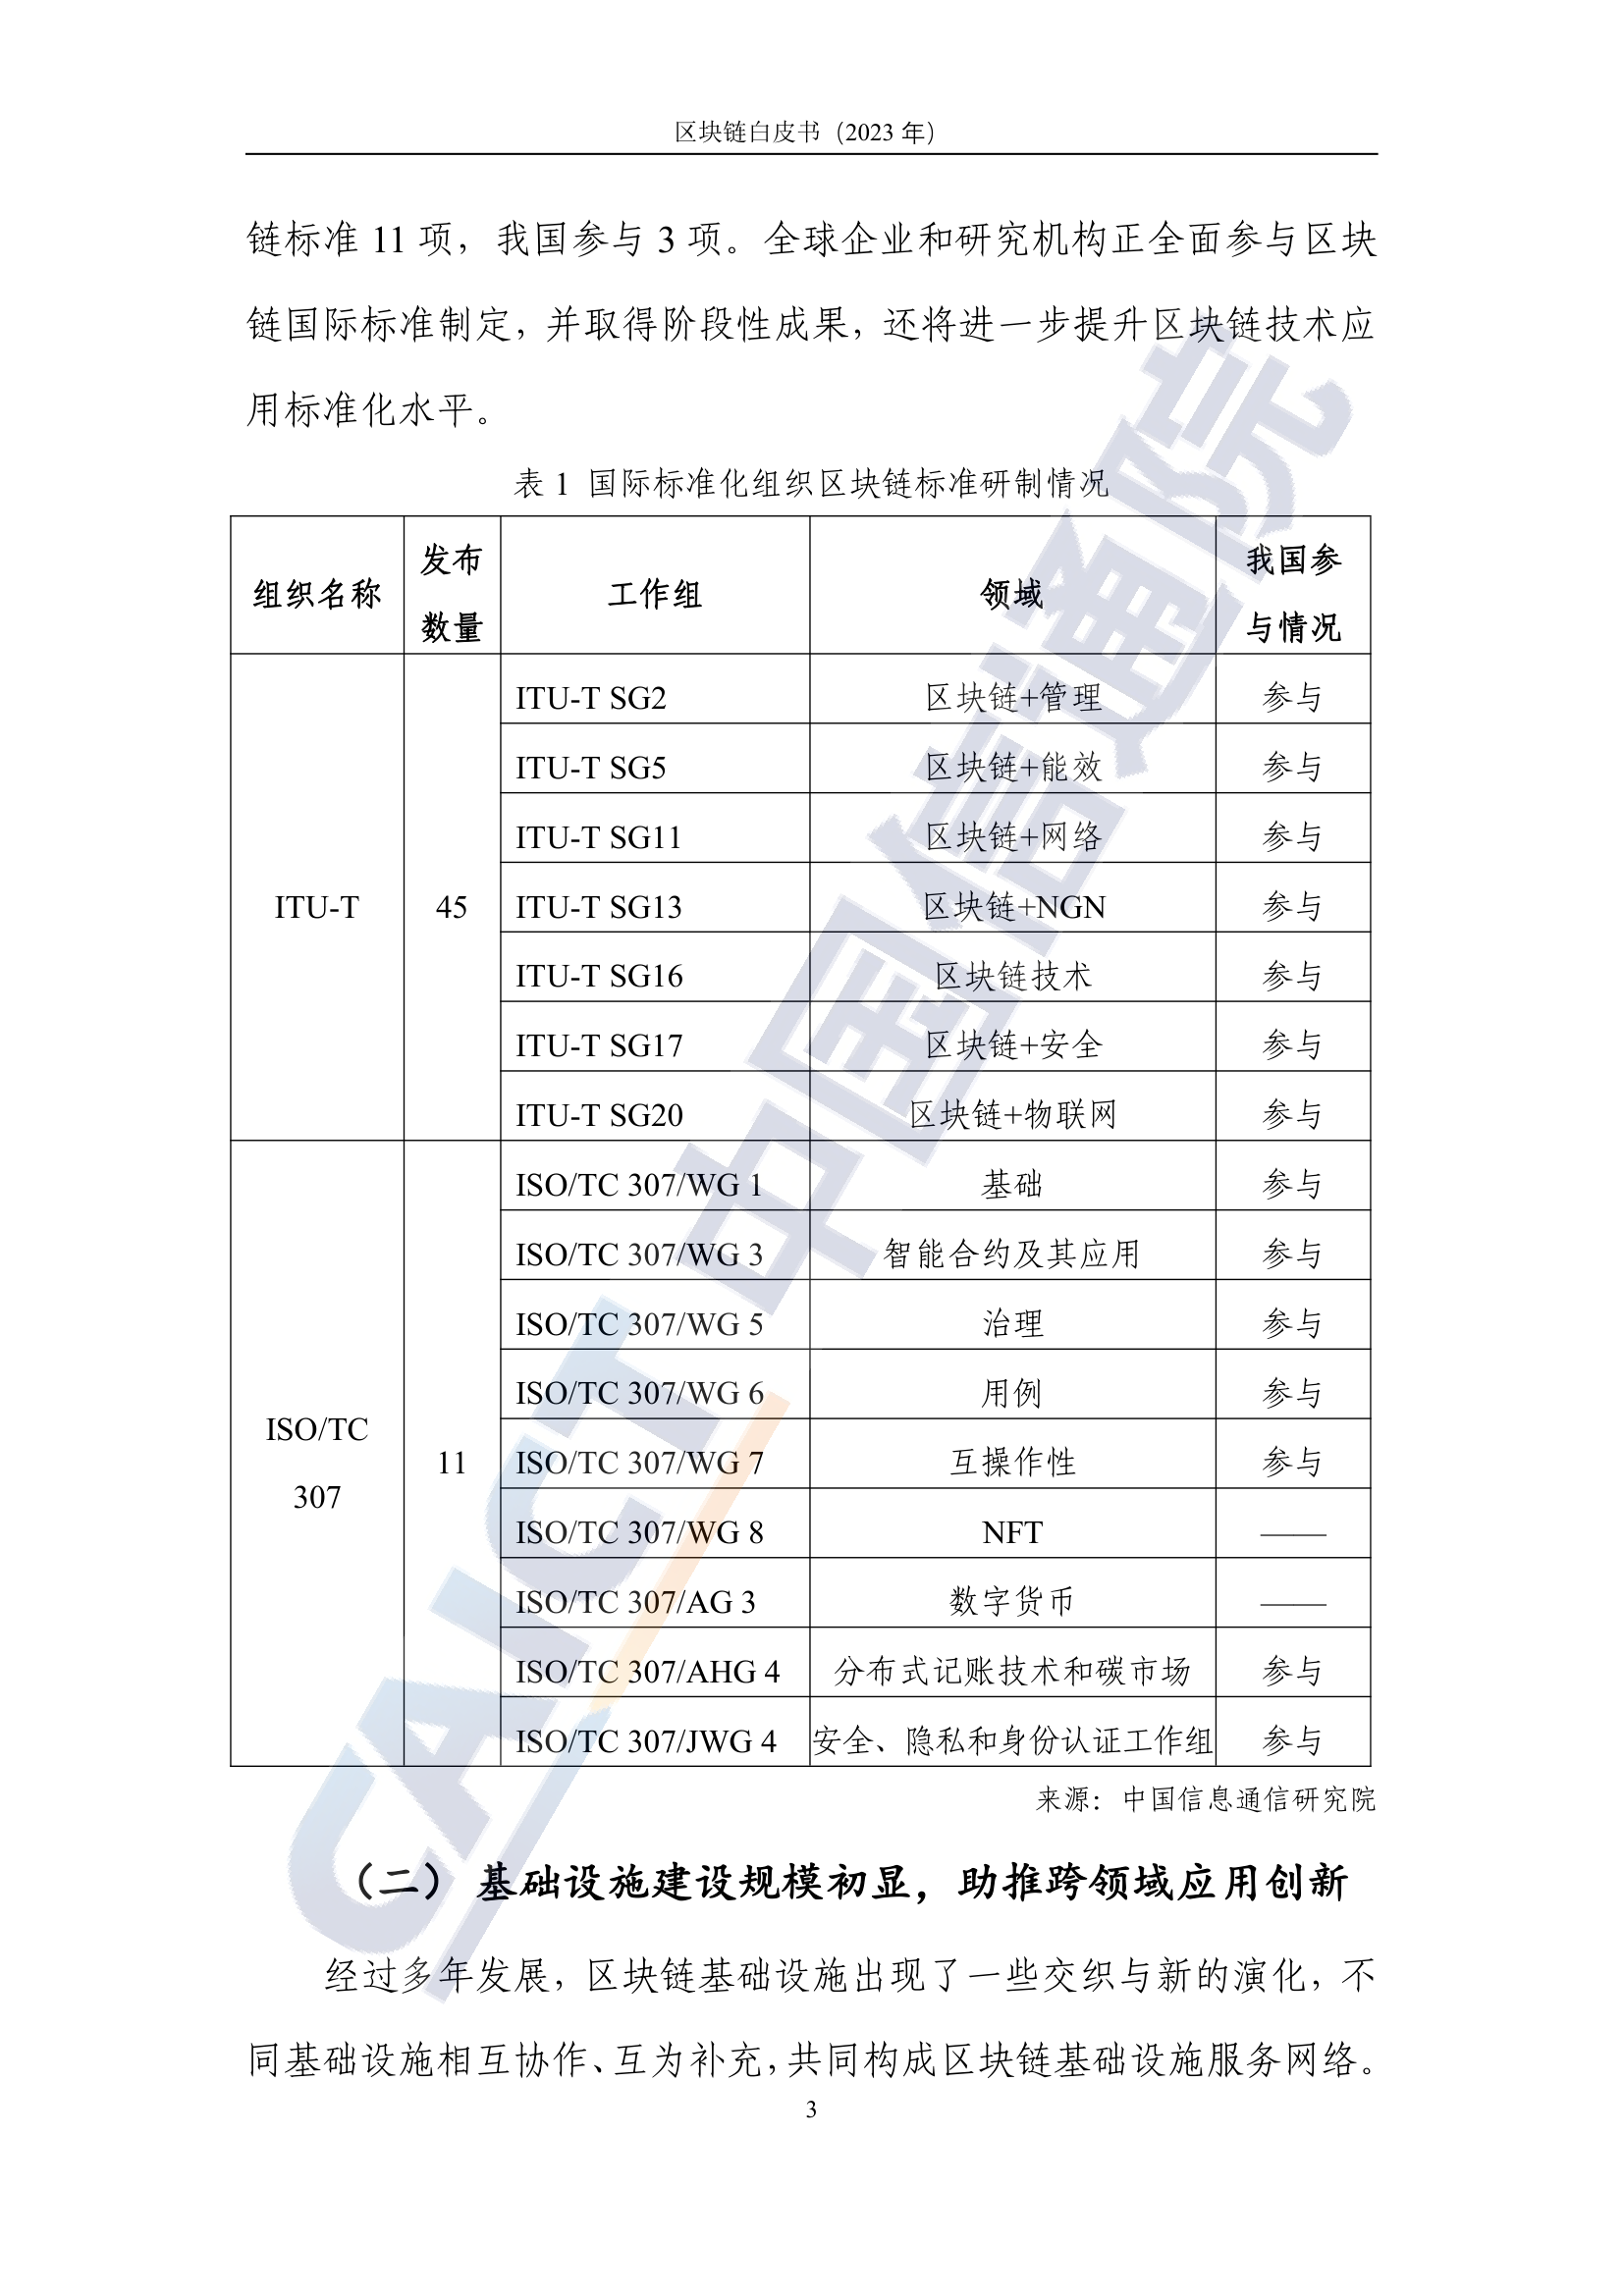 区块链白皮书（2023 年）
链标准 11 项，我国参与 3 项。全球企业和研究机构正全面参与区块
链国际标准制定，并取得阶段性成果，还将进一步提升区块链技术应
用标准化水平。
表 1 国际标准化组织区块链标准研制情况
组织名称 发布数量 工作组 领域 我国参与情况
ITU-T 45
ITU-T SG2 区块链+管理 参与
ITU-T SG5 区块链+能效 参与
ITU-T SG11 区块链+网络 参与
ITU-T SG13 区块链+NGN 参与
ITU-T SG16 区块链技术 参与
ITU-T SG17 区块链+安全 参与
ITU-T SG20 区块链+物联网 参与
ISO/TC 307 11
ISO/TC 307/WG 1 基础 参与
ISO/TC 307/WG 3 智能合约及其应用 参与
ISO/TC 307/WG 5 治理 参与
ISO/TC 307/WG 6 用例 参与
ISO/TC 307/WG 7 互操作性 参与
ISO/TC 307/WG 8 NFT ——
ISO/TC 307/AG 3 数字货币 ——
ISO/TC 307/AHG 4 分布式记账技术和碳市场 参与
ISO/TC 307/JWG 4 安全、隐私和身份认证工作组 参与
来源：中国信息通信研究院
（二） 基础设施建设规模初显，助推跨领域应用创新
经过多年发展，区块链基础设施出现了一些交织与新的演化，不
同基础设施相互协作、互为补充，共同构成区块链基础设施服务网络。
3
CAICT 中国信通院